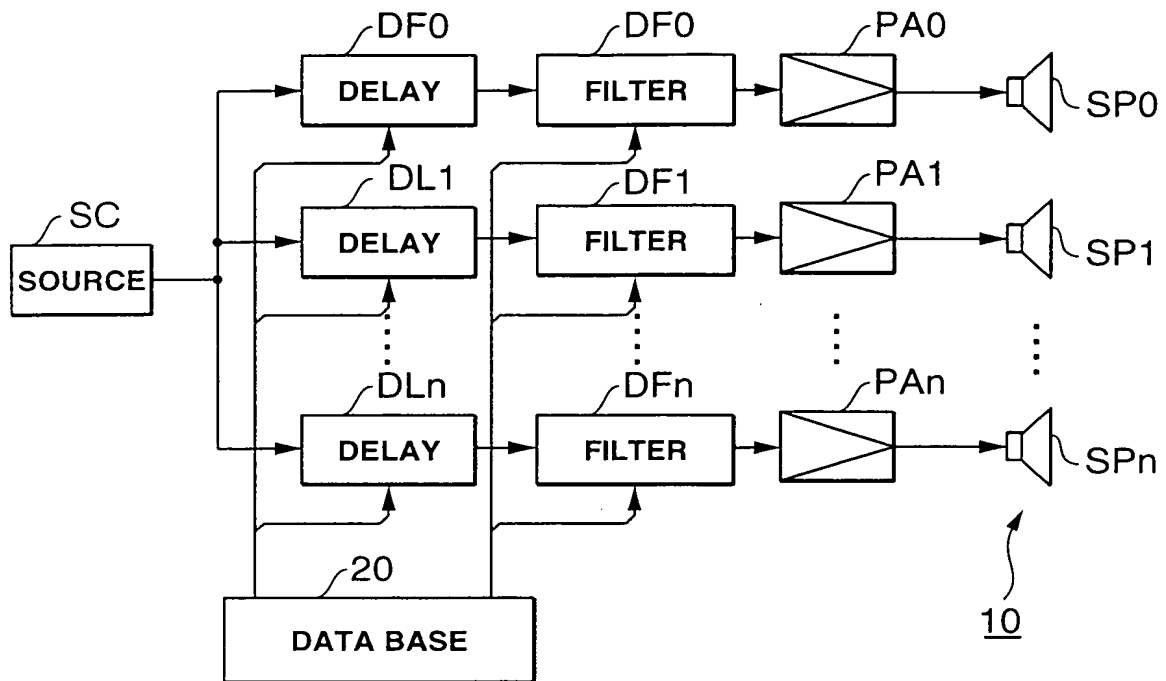 DF0 DF0 PA0
DELAY FILTER
SP0
DL1 DF1 PA1
SC
DELAY FILTER
SP1
SOURCE
DLn DFn PAn
DELAY FILTER
SPn
20
10
DATA BASE